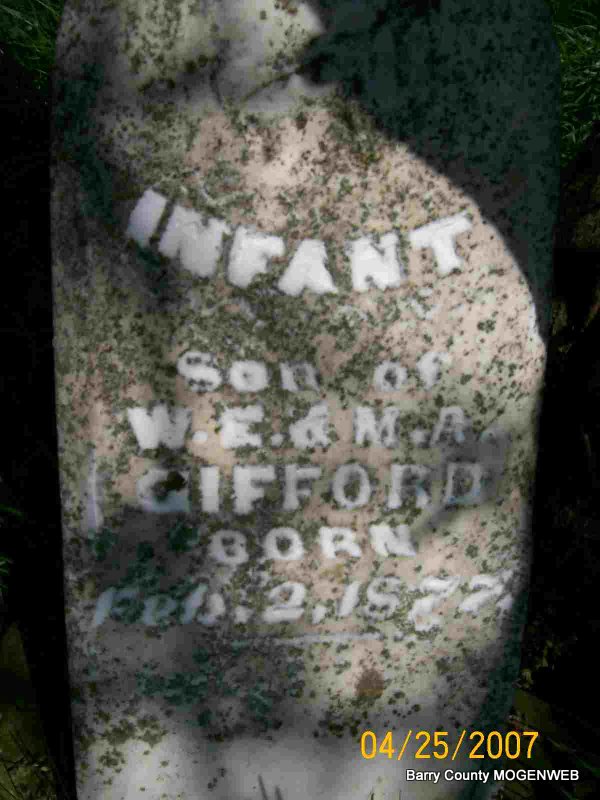 INFANT
Son of
W. E. & M. A.
GIFFORD
BORN
Feb. 2, 1877
04/25/2007
Barry County MOGENWEB